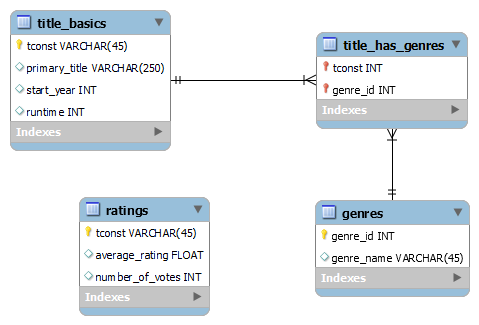 title_basics
tconst VARCHAR(45)
primary_title VARCHAR(250)
start_year INT
runtime INT
Indexes
title_has_genres
tconst INT
genre_id INT
Indexes
ratings
tconst VARCHAR(45)
average_rating FLOAT
number_of_votes INT
Indexes
genres
genre_id INT
genre_name VARCHAR(45)
Indexes